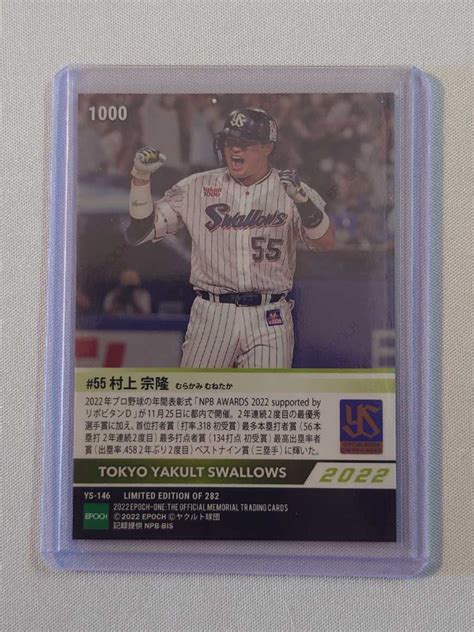 1000
YS
Yakult
1000
Swallows
55
#55 村上 宗隆 むらかみ むねたか
2022年プロ野球の年間表彰式「NPB AWARDS 2022 supported by
リポビタンD」が11月25日に都内で開催。2年連続2度目の最優秀
選手賞に加え、首位打者賞(打率.318 初受賞)最多本塁打者賞(56本
塁打 2年連続2度目)最多打点者賞(134打点 初受賞)最高出塁率者
賞(出塁率.458 2年ぶり2度目)ベストナイン賞(三塁手)に輝いた。
YS
TOKYO YAKULT SWALLOWS
2022
YS-146 LIMITED EDITION OF 282
EPOCH
2022 EPOCH-ONE: THE OFFICIAL MEMORIAL TRADING CARDS
©2022 EPOCH ©ヤクルト球団
記録提供 NPB-BIS